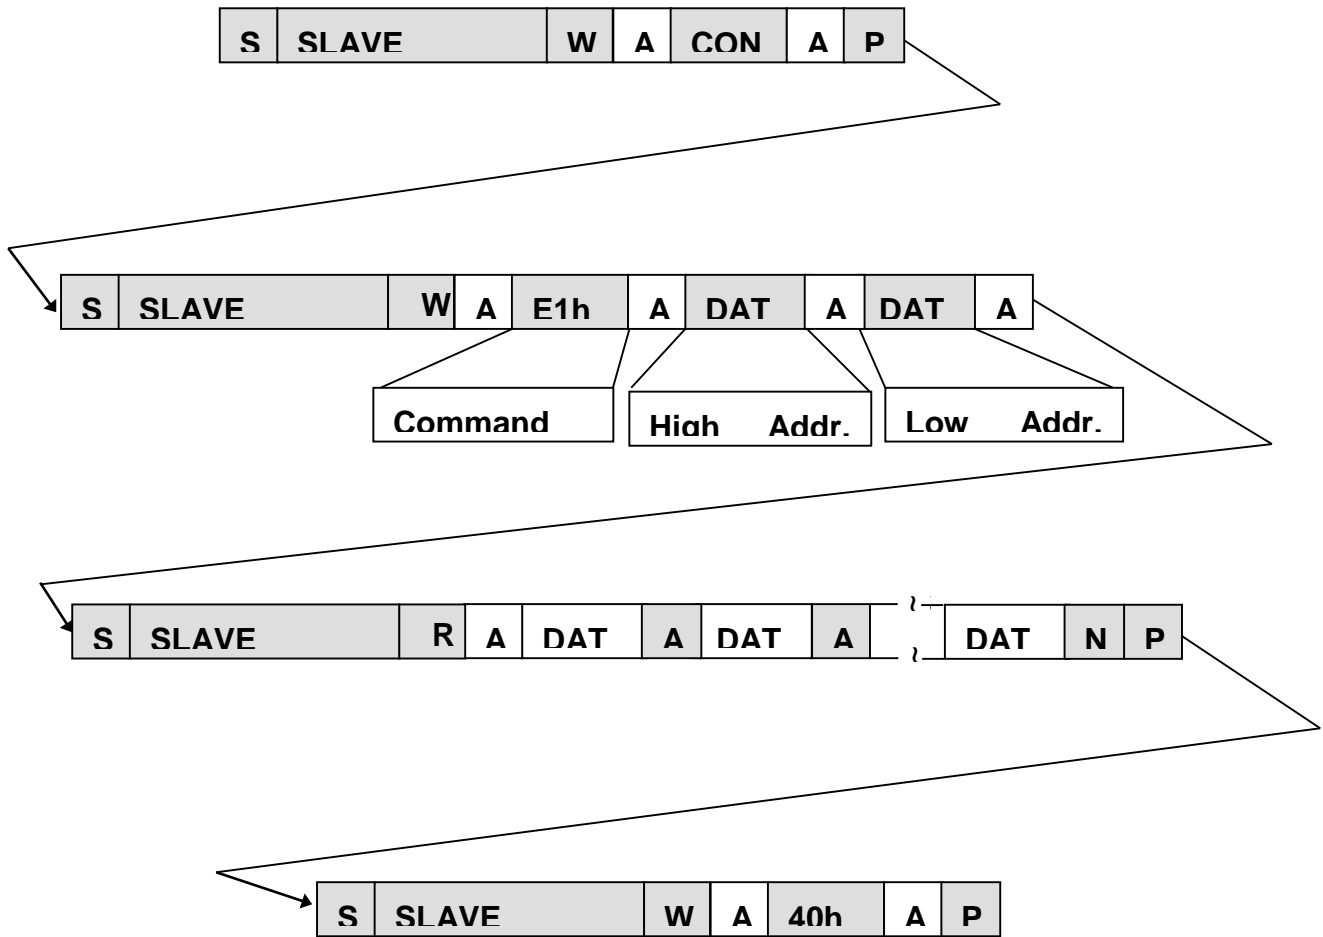 S SLAVE W A CON A P
S SLAVE W A E1h A DAT A DAT A
Command High Addr. Low Addr.
S SLAVE R A DAT A DAT A ~ ~ DAT N P
S SLAVE W A 40h A P